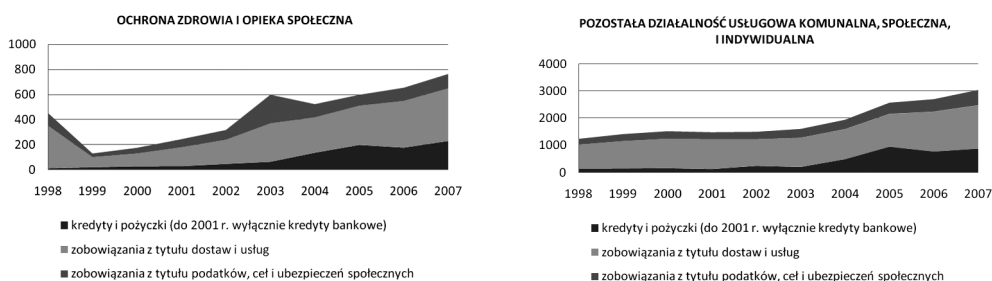 OCHRONA ZDROWIA I OPIEKA SPOŁECZNA
1000
800
600
400
200
0
1998 1999 2000 2001 2002 2003 2004 2005 2006 2007
kredyty i pożyczki (do 2001 r. wyłącznie kredyty bankowe)
zobowiązania z tytułu dostaw i usług
zobowiązania z tytułu podatków, ceł i ubezpieczeń społecznych
POZOSTAŁA DZIAŁALNOŚĆ USŁUGOWA KOMUNALNA, SPOŁECZNA,
I INDYWIDUALNA
4000
3000
2000
1000
0
1998 1999 2000 2001 2002 2003 2004 2005 2006 2007
kredyty i pożyczki (do 2001 r. wyłącznie kredyty bankowe)
zobowiązania z tytułu dostaw i usług
zobowiązania z tytułu podatków, ceł i ubezpieczeń społecznych